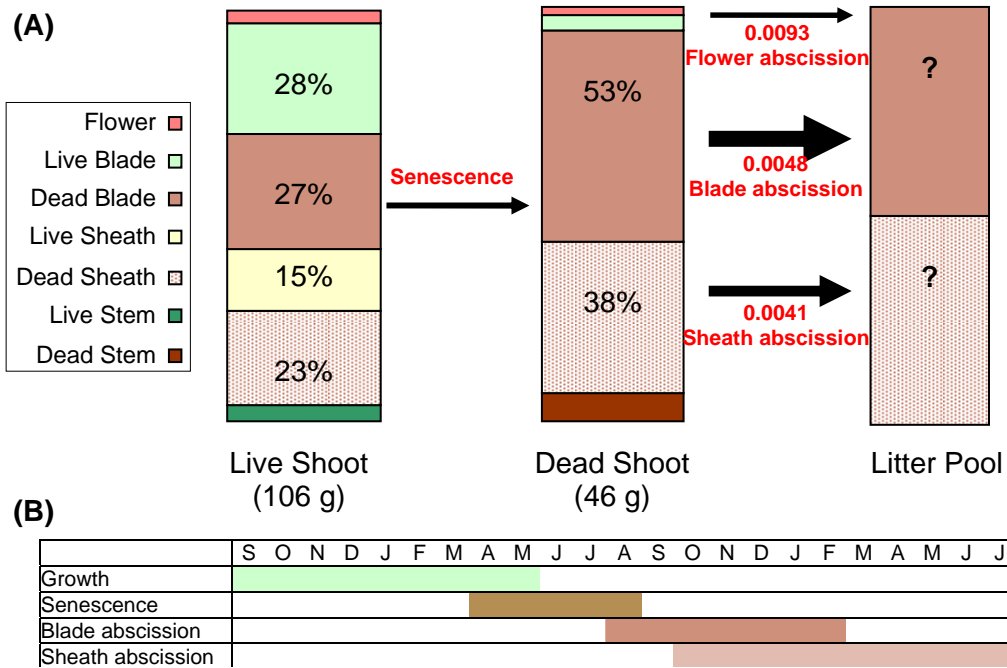 (A)
Flower
Live Blade
Dead Blade
Live Sheath
Dead Sheath
Live Stem
Dead Stem
28%
27%
15%
23%
Live Shoot
(106 g)
Senescence
53%
38%
Dead Shoot
(46 g)
0.0093
Flower abscission
0.0048
Blade abscission
0.0041
Sheath abscission
?
?
Litter Pool
(B)
S O N D J F M A M J J A S O N D J F M A M J J
Growth
Senescence
Blade abscission
Sheath abscission